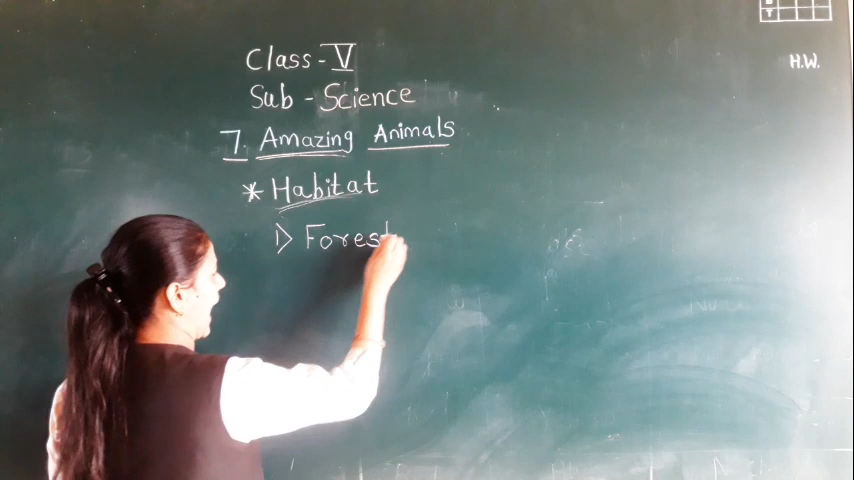 Class - V
Sub - Science
7. Amazing Animals
* Habitat
1) Forest
H.W.